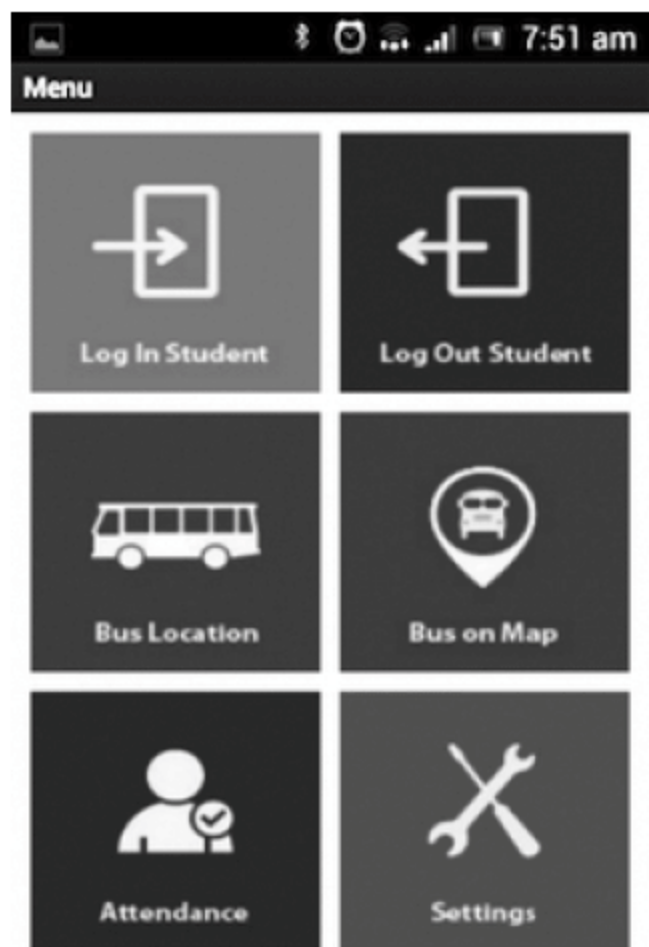 7:51 am
Menu
Log In Student
Log Out Student
Bus Location
Bus on Map
Attendance
Settings